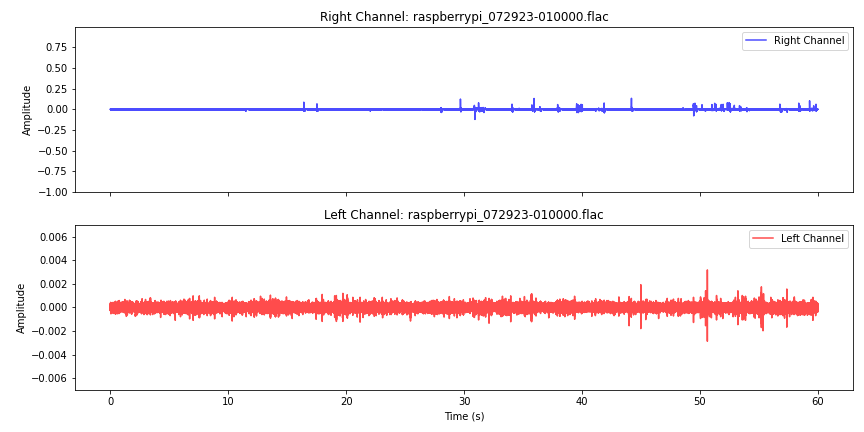 Right Channel: raspberrypi_072923-010000.flac
Right Channel
0.75
0.50
0.25
0.00
−0.25
−0.50
−0.75
−1.00
Amplitude
Left Channel: raspberrypi_072923-010000.flac
Left Channel
0.006
0.004
0.002
0.000
−0.002
−0.004
−0.006
Amplitude
0 10 20 30 40 50 60
Time (s)